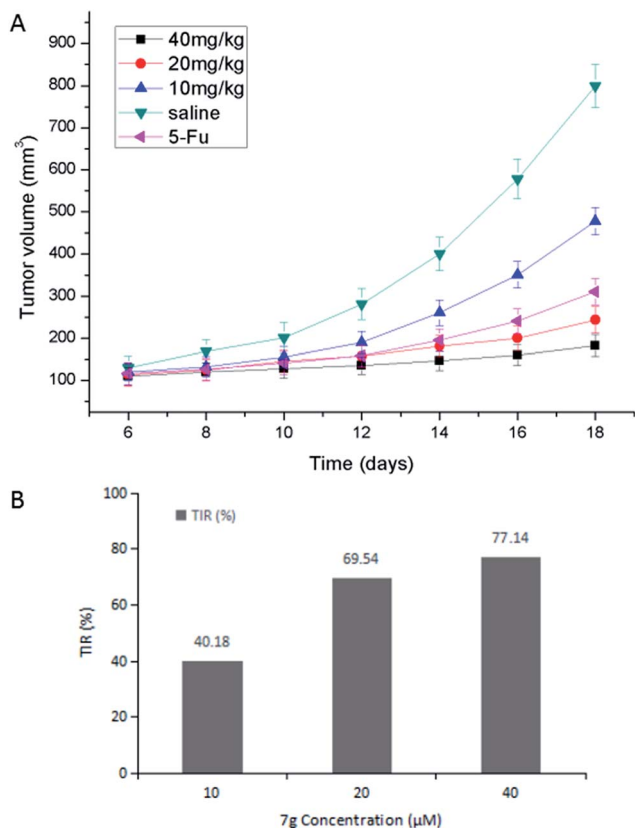 A
40mg/kg
20mg/kg
10mg/kg
saline
5-Fu
900
800
700
600
500
400
300
200
100
Tumor volume (mm³)
6 8 10 12 14 16 18
Time (days)
B
TIR (%)
100
80
60
40
20
0
TIR (%)
40.18
69.54
77.14
10 20 40
7g Concentration (µM)